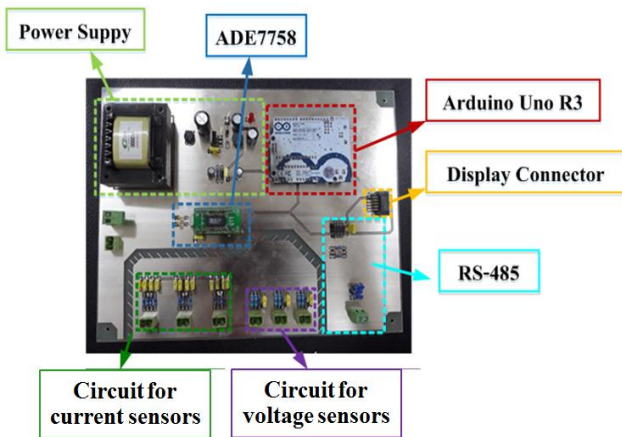 Power Suppy
ADE7758
Arduino Uno R3
Display Connector
RS-485
Circuit for
current sensors
Circuit for
voltage sensors